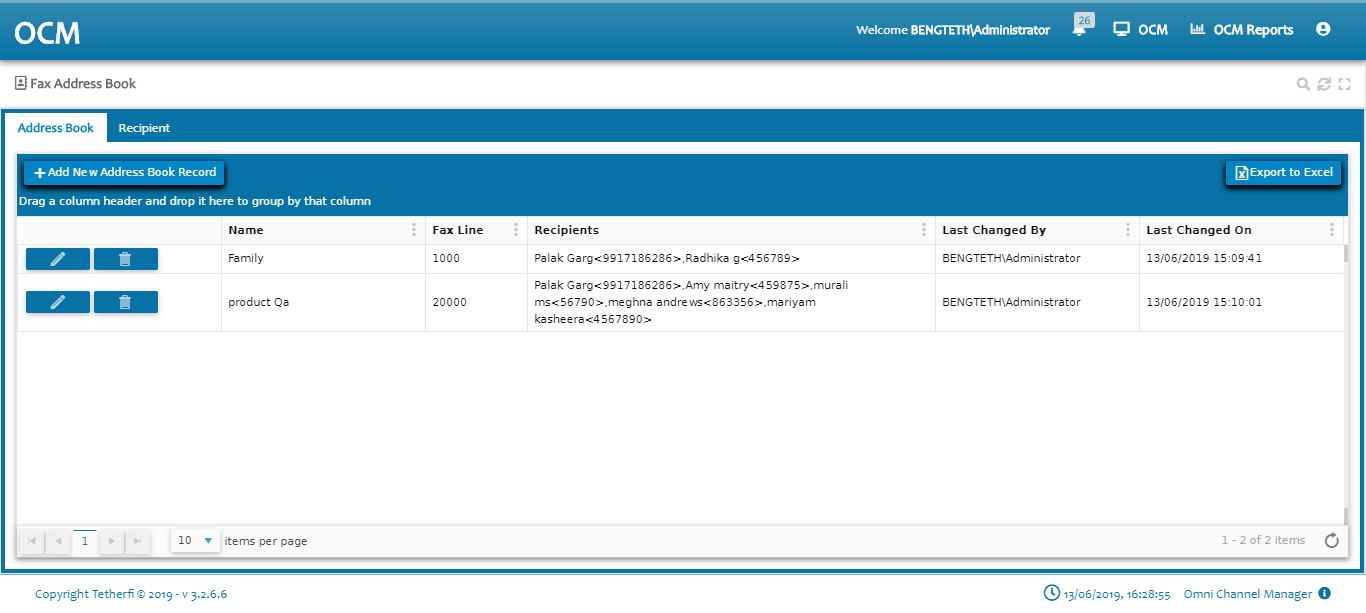 OCM
Welcome BENGTETH\Administrator
26
OCM
OCM Reports
Fax Address Book
Address Book
Recipient
Add New Address Book Record
Export to Excel
Drag a column header and drop it here to group by that column
Name
Fax Line
Recipients
Last Changed By
Last Changed On
Family
1000
Palak Garg<9917186286>,Radhika g<456789>
BENGTETH\Administrator
13/06/2019 15:09:41
product Qa
20000
Palak Garg<9917186286>,Amy maitry<459875>,murali
ms<56790>,meghna andrews<863356>,mariyam
kasheera<4567890>
BENGTETH\Administrator
13/06/2019 15:10:01
1
10
items per page
1 - 2 of 2 items
Copyright Tetherfi © 2019 - v 3.2.6.6
13/06/2019, 16:28:55
Omni Channel Manager